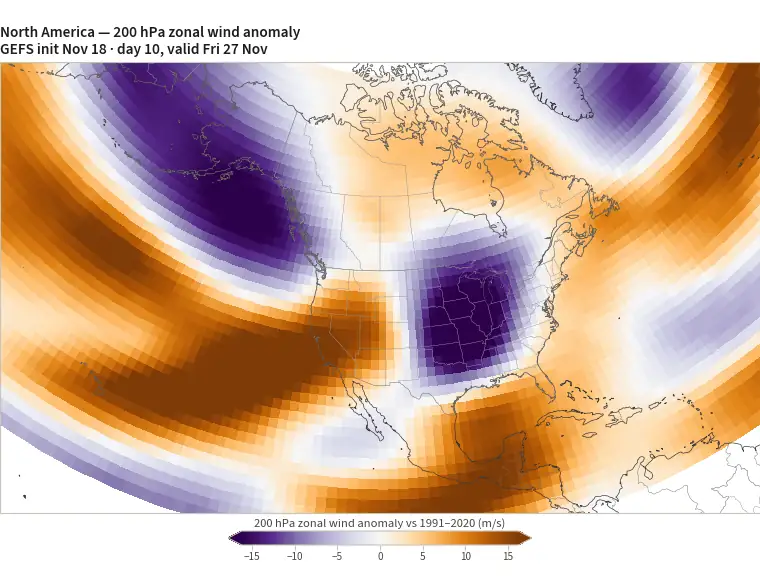 North America — 200 hPa zonal wind anomaly
GEFS init Nov 18 · day 10, valid Fri 27 Nov
200 hPa zonal wind anomaly vs 1991–2020 (m/s)
−15 −10 −5 0 5 10 15